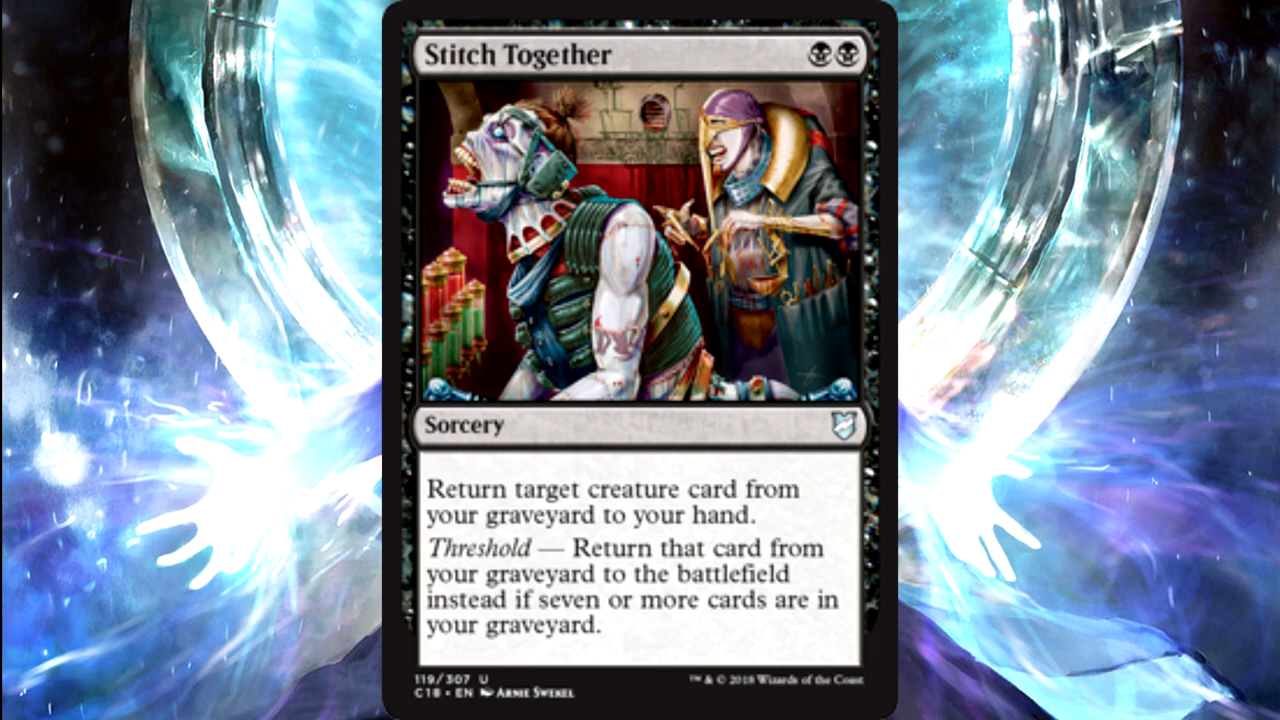 Stitch Together
Sorcery
Return target creature card from
your graveyard to your hand.
Threshold — Return that card from
your graveyard to the battlefield
instead if seven or more cards are in
your graveyard.
119/307 U
C18 • EN Arnie Swekel
™ & © 2018 Wizards of the Coast